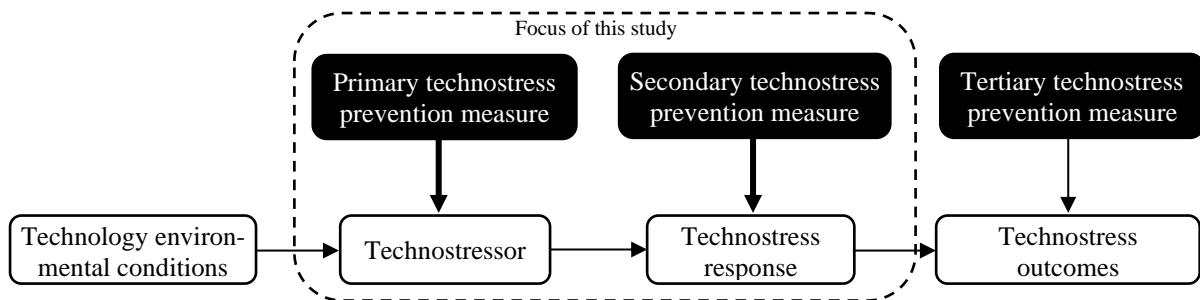 Focus of this study
Primary technostress
prevention measure
Secondary technostress
prevention measure
Tertiary technostress
prevention measure
Technology environ-
mental conditions
Technostressor
Technostress
response
Technostress
outcomes